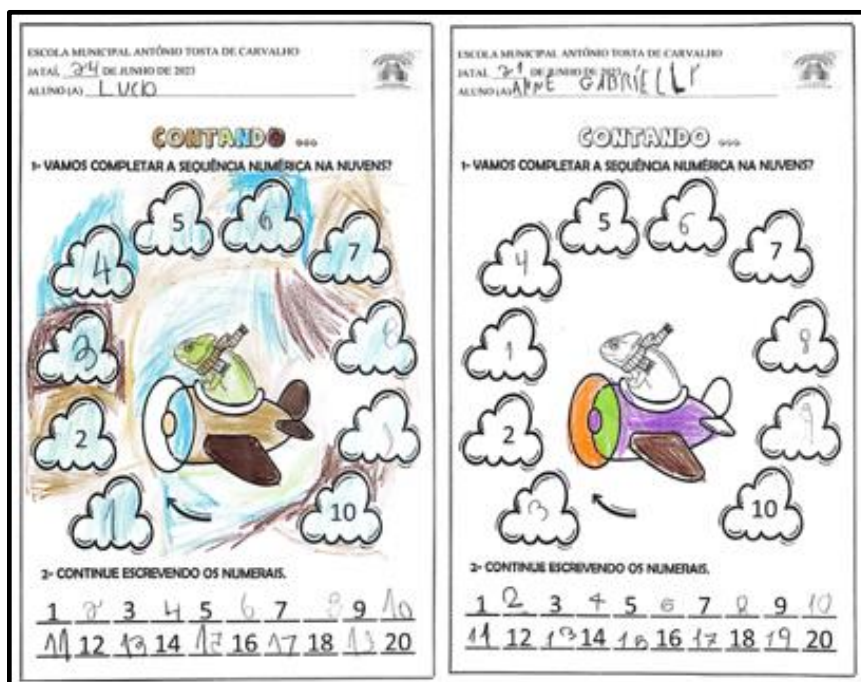 ESCOLA MUNICIPAL ANTÔNIO TOSTA DE CARVALHO
JATAÍ, 24 DE JUNHO DE 2023
ALUNO (A) LUCIO
CONTANDO ...
1- VAMOS COMPLETAR A SEQUÊNCIA NUMÉRICA NA NUVENS?
5 6
4 7
3 8
2
1 10
2- CONTINUE ESCREVENDO OS NUMERAIS.
1 2 3 4 5 6 7 8 9 10
11 12 13 14 16 17 18 20
ESCOLA MUNICIPAL ANTÔNIO TOSTA DE CARVALHO
JATAÍ, 21 DE JUNHO DE 2023
ALUNO (A) ANNE GABRIELLI
CONTANDO ...
1- VAMOS COMPLETAR A SEQUÊNCIA NUMÉRICA NA NUVENS?
5 6
4 7
1 8
2 9
3 10
2- CONTINUE ESCREVENDO OS NUMERAIS.
1 2 3 4 5 6 7 8 9 10
11 12 13 14 15 16 17 18 19 20